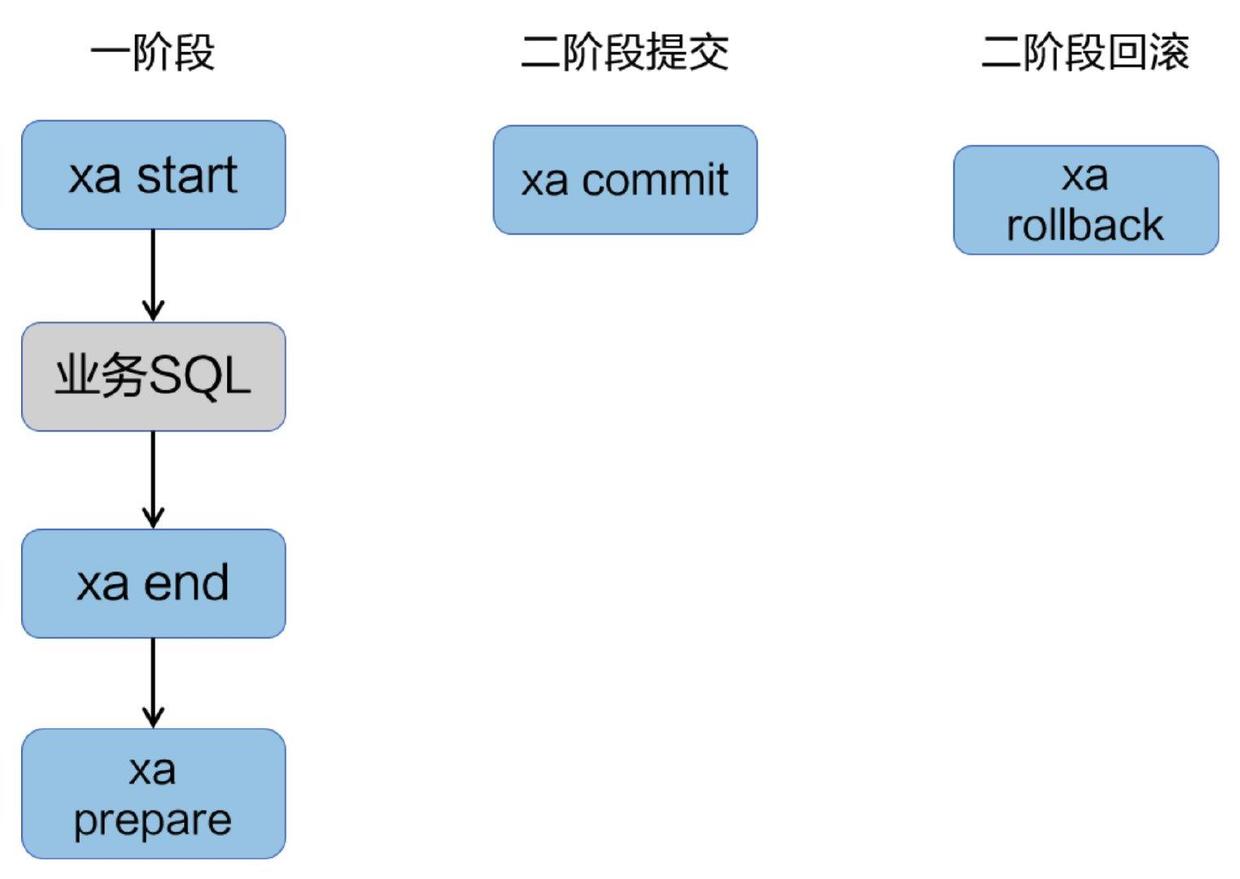 一阶段
二阶段提交
二阶段回滚
xa start
xa commit
xa
rollback
业务SQL
xa end
xa
prepare